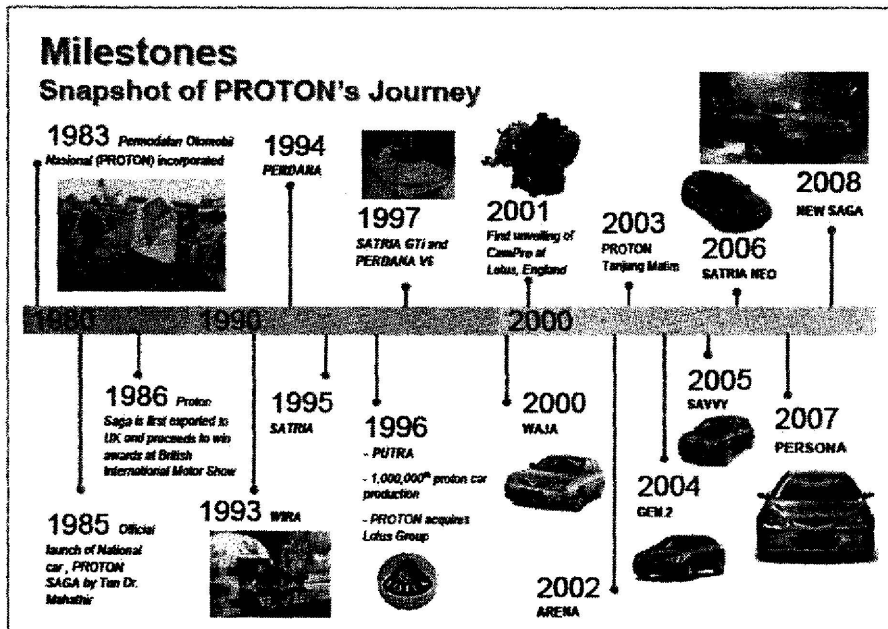 Milestones
Snapshot of PROTON's Journey
1983 Permodalan Otomobil
Nasional (PROTON) incorporated
1994
PERDANA
1997
SATRIA GTi and
PERDANA V6
2001
First unveiling of
CamPro at
Lotus, England
2003
PROTON
Tanjung Malim
2006
SATRIA NEO
2008
NEW SAGA
1980
1990
2000
1986 Proton
Saga is first exported to
UK and proceeds to win
awards at British
International Motor Show
1985 Official
launch of National
car , PROTON
SAGA by Tun Dr.
Mahathir
1993 WIRA
1995
SATRIA
1996
- PUTRA
- 1,000,000th proton car
production
- PROTON acquires
Lotus Group
2000
WAJA
2002
ARENA
2004
GEN.2
2005
SAVVY
2007
PERSONA